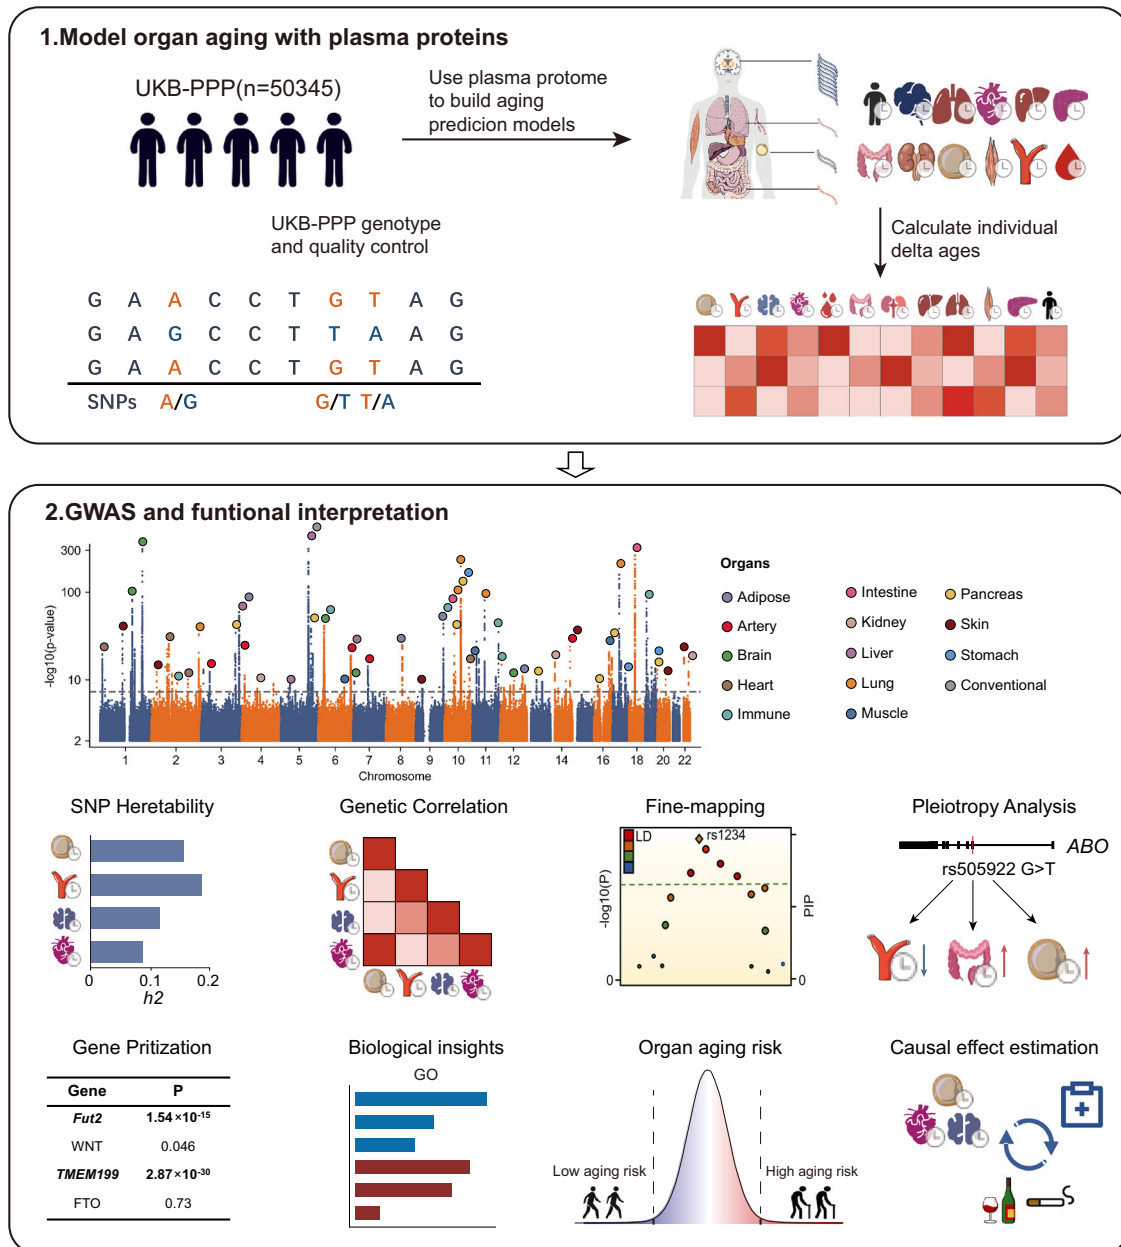 1.Model organ aging with plasma proteins
UKB-PPP(n=50345)
Use plasma proteome
to build aging
predicion models
UKB-PPP genotype
and quality control
Calculate individual
delta ages
G A A C C T G T A G
G A G C C T T A A G
G A A C C T G T A G
SNPs A/G G/T T/A
2.GWAS and funtional interpretation
-log10(p-value)
300
100
10
2
1 2 3 4 5 6 7 8 9 10 11 12 14 16 18 20 22
Chromosome
Organs
Adipose
Artery
Brain
Heart
Immune
Intestine
Kidney
Liver
Lung
Muscle
Pancreas
Skin
Stomach
Conventional
SNP Heretability
0 0.1 0.2
h2
Genetic Correlation
Fine-mapping
LD
rs1234
-log10(P)
PIP
0
0
Pleiotropy Analysis
ABO
rs505922 G>T
Gene Pritization
Gene P
Fut2 1.54×10-15
WNT 0.046
TMEM199 2.87×10-30
FTO 0.73
Biological insights
GO
Organ aging risk
Low aging risk
High aging risk
Causal effect estimation